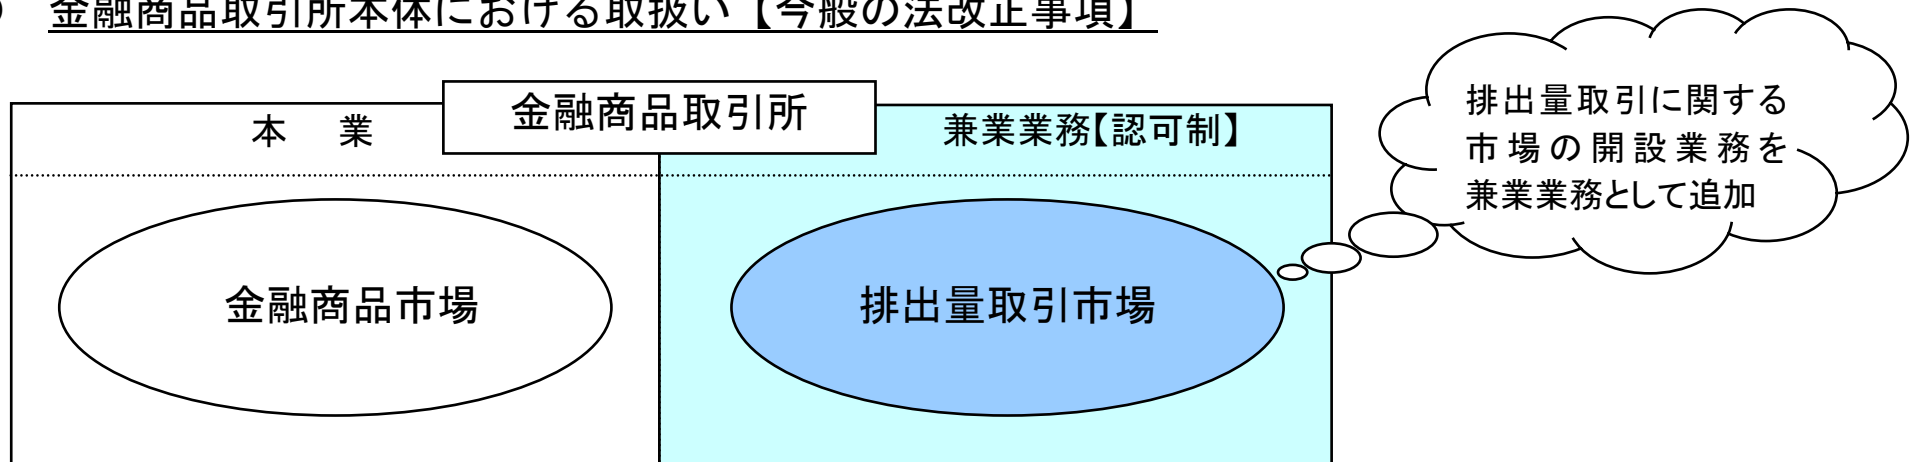 金融商品取引所本体における取扱い【今般の法改正事項】
金融商品取引所
本　業
兼業業務【認可制】
排出量取引に関する
市場の開設業務を
兼業業務として追加
金融商品市場
排出量取引市場